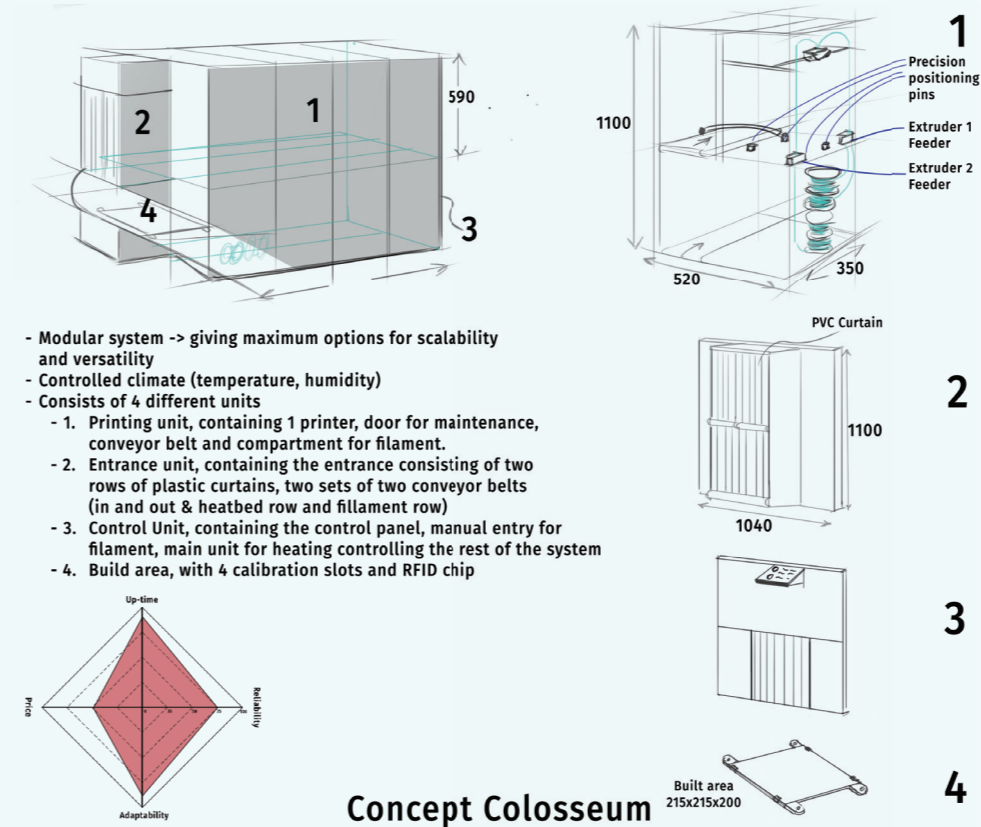 1
2
4
3
590
1
Precision
positioning
pins
Extruder 1
Feeder
Extruder 2
Feeder
1100
520
350
- Modular system -> giving maximum options for scalability
and versatility
- Controlled climate (temperature, humidity)
- Consists of 4 different units
- 1. Printing unit, containing 1 printer, door for maintenance,
conveyor belt and compartment for filament.
- 2. Entrance unit, containing the entrance consisting of two
rows of plastic curtains, two sets of two conveyor belts
(in and out & heatbed row and fillament row)
- 3. Control Unit, containing the control panel, manual entry for
filament, main unit for heating controlling the rest of the system
- 4. Build area, with 4 calibration slots and RFID chip
PVC Curtain
2
1100
1040
3
Up-time
Price
Reliability
Adaptability
Built area
215x215x200
4
Concept Colosseum